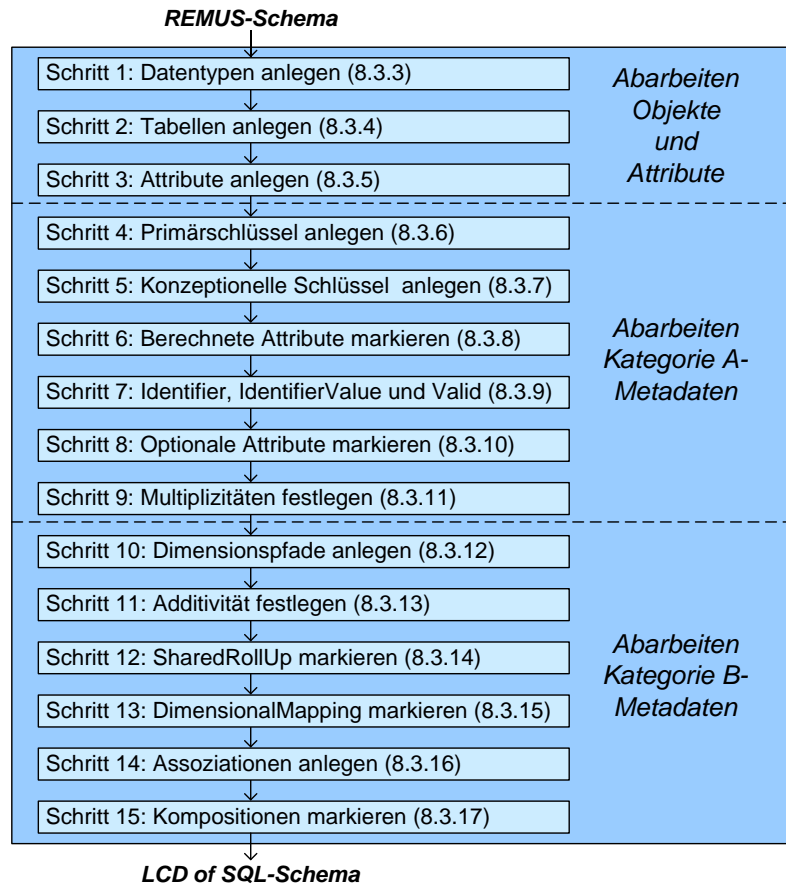 REMUS-Schema
Schritt 1: Datentypen anlegen (8.3.3)
Schritt 2: Tabellen anlegen (8.3.4)
Schritt 3: Attribute anlegen (8.3.5)
Abarbeiten
Objekte
und
Attribute
Schritt 4: Primärschlüssel anlegen (8.3.6)
Schritt 5: Konzeptionelle Schlüssel anlegen (8.3.7)
Schritt 6: Berechnete Attribute markieren (8.3.8)
Schritt 7: Identifier, IdentifierValue und Valid (8.3.9)
Schritt 8: Optionale Attribute markieren (8.3.10)
Schritt 9: Multiplizitäten festlegen (8.3.11)
Abarbeiten
Kategorie A-
Metadaten
Schritt 10: Dimensionspfade anlegen (8.3.12)
Schritt 11: Additivität festlegen (8.3.13)
Schritt 12: SharedRollUp markieren (8.3.14)
Schritt 13: DimensionalMapping markieren (8.3.15)
Schritt 14: Assoziationen anlegen (8.3.16)
Schritt 15: Kompositionen markieren (8.3.17)
Abarbeiten
Kategorie B-
Metadaten
LCD of SQL-Schema